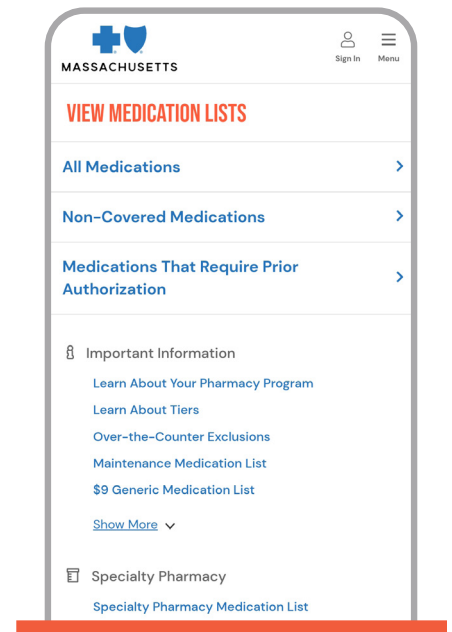 MASSACHUSETTS
Sign In
Menu
VIEW MEDICATION LISTS
All Medications
Non-Covered Medications
Medications That Require Prior
Authorization
Important Information
Learn About Your Pharmacy Program
Learn About Tiers
Over-the-Counter Exclusions
Maintenance Medication List
$9 Generic Medication List
Show More
Specialty Pharmacy
Specialty Pharmacy Medication List